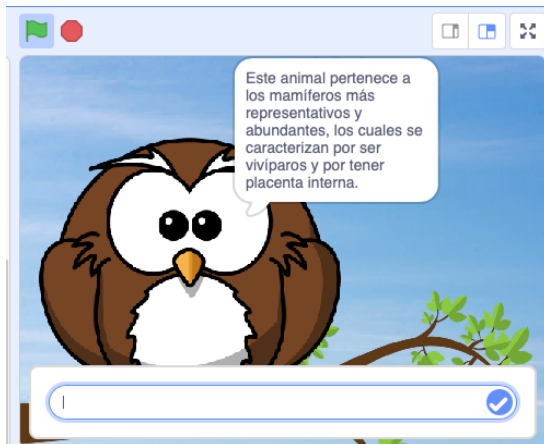 Este animal pertenece a
los mamíferos más
representativos y
abundantes, los cuales se
caracterizan por ser
vivíparos y por tener
placenta interna.